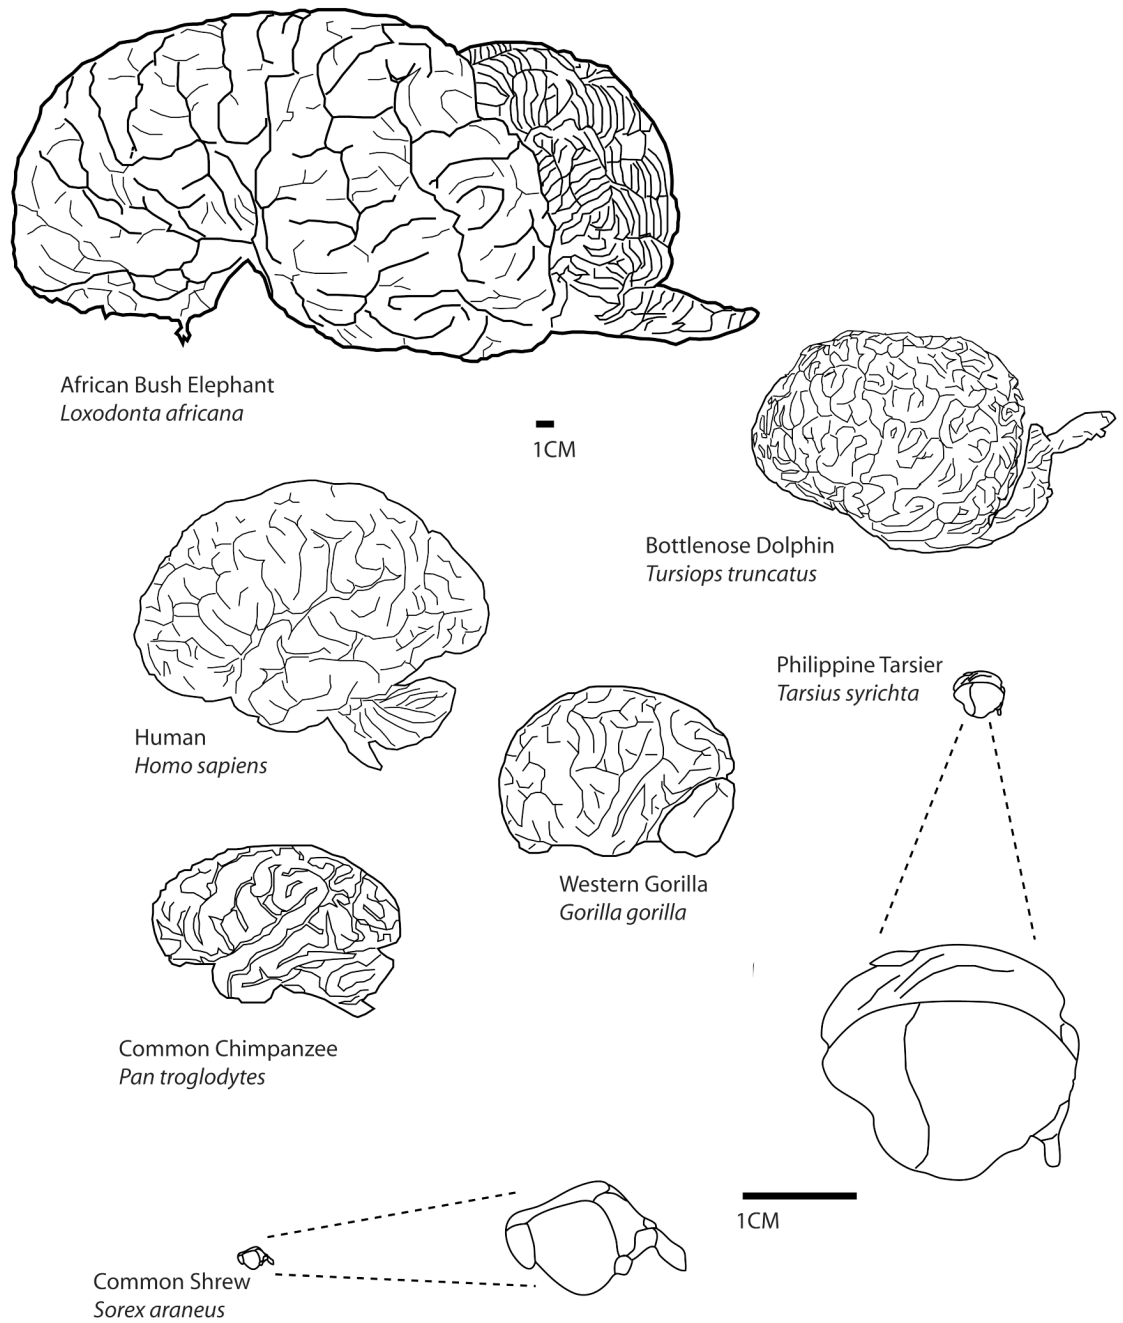 African Bush Elephant
Loxodonta africana
1CM
Bottlenose Dolphin
Tursiops truncatus
Philippine Tarsier
Tarsius syrichta
Human
Homo sapiens
Western Gorilla
Gorilla gorilla
Common Chimpanzee
Pan troglodytes
1CM
Common Shrew
Sorex araneus